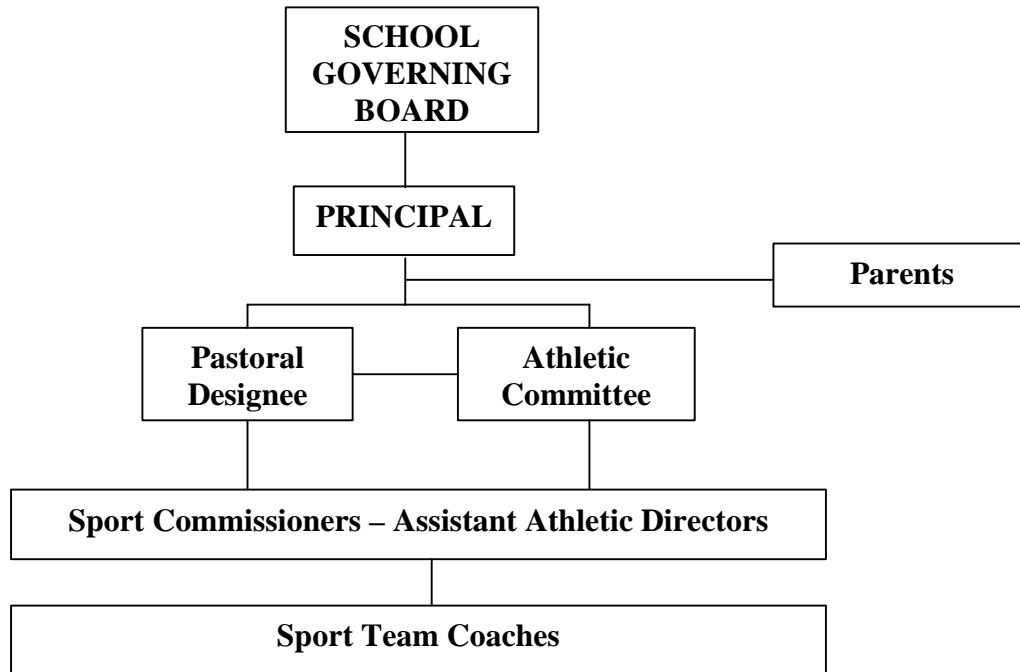 SCHOOL
GOVERNING
BOARD
PRINCIPAL
Parents
Pastoral
Designee
Athletic
Committee
Sport Commissioners – Assistant Athletic Directors
Sport Team Coaches